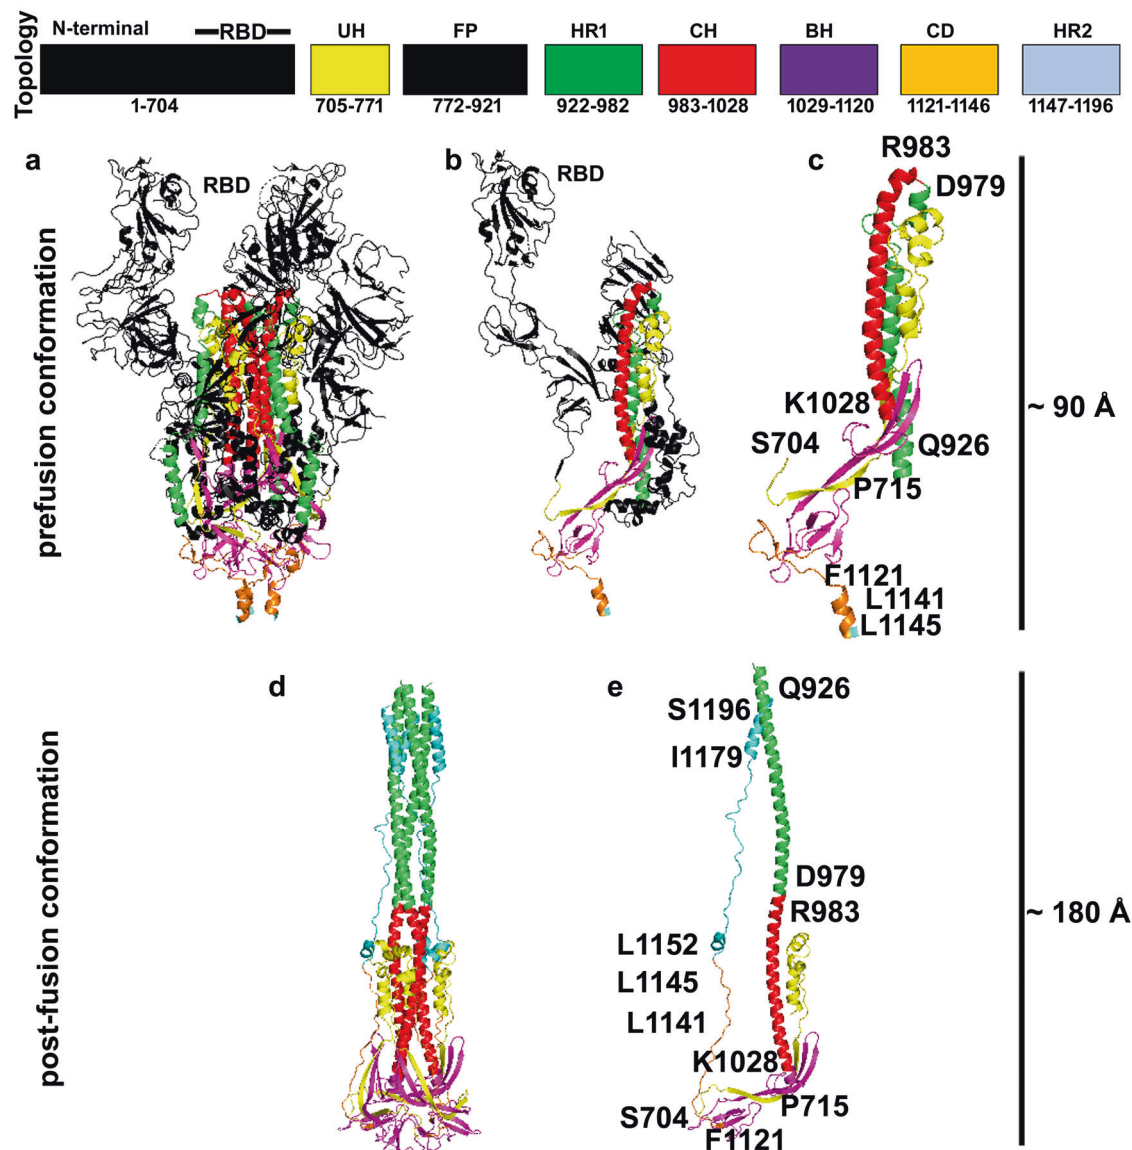 Topology
N-terminal RBD UH FP HR1 CH BH CD HR2
1-704 705-771 772-921 922-982 983-1028 1029-1120 1121-1146 1147-1196
prefusion conformation
a
RBD
b
RBD
c
R983
D979
K1028
S704
Q926
P715
F1121
L1141
L1145
~ 90 Å
post-fusion conformation
d
e
Q926
S1196
I1179
D979
R983
L1152
L1145
L1141
K1028
P715
S704
F1121
~ 180 Å